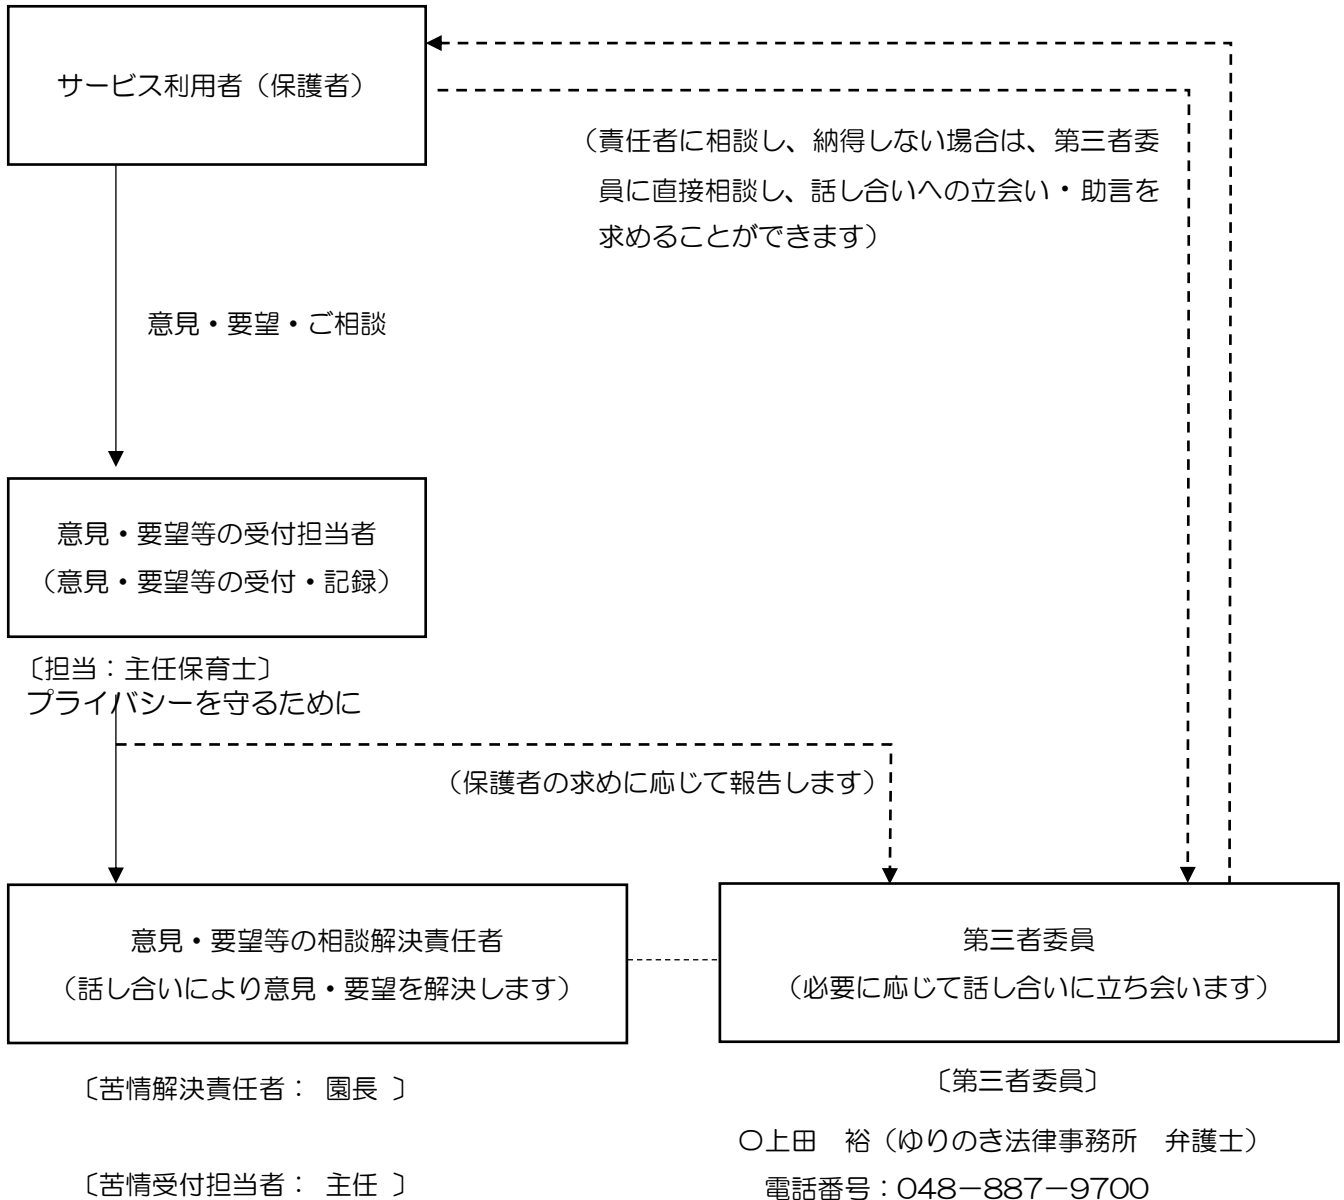 サービス利用者（保護者）
（責任者に相談し、納得しない場合は、第三者委
員に直接相談し、話し合いへの立会い・助言を
求めることができます）
意見・要望・ご相談
意見・要望等の受付担当者
（意見・要望等の受付・記録）
〔担当：主任保育士〕
プライバシーを守るために
（保護者の求めに応じて報告します）
意見・要望等の相談解決責任者
（話し合いにより意見・要望を解決します）
第三者委員
（必要に応じて話し合いに立ち会います）
〔苦情解決責任者： 園長 〕
〔苦情受付担当者： 主任 〕
〔第三者委員〕
〇上田　裕（ゆりのき法律事務所　弁護士）
電話番号：048－887－9700